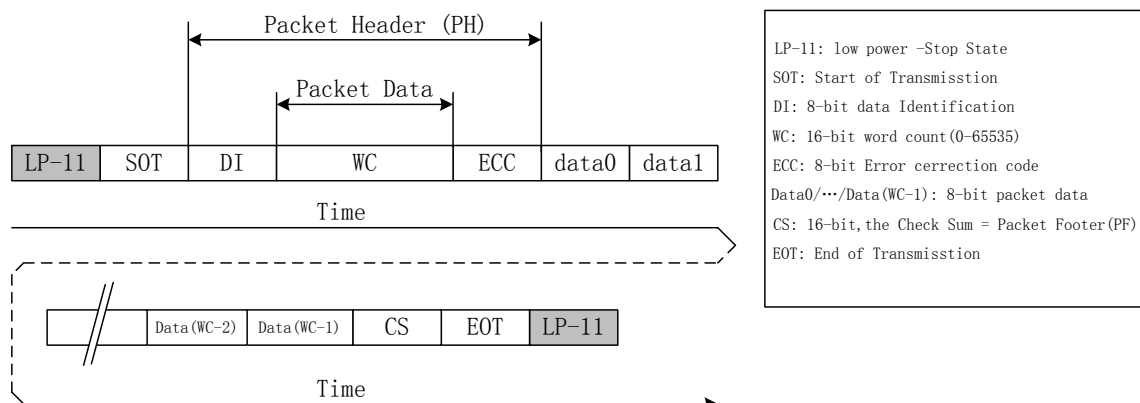 Packet Header (PH)
Packet Data
LP-11 SOT DI WC ECC data0 data1
Time
Data(WC-2) Data(WC-1) CS EOT LP-11
Time
LP-11: low power -Stop State
SOT: Start of Transmisstion
DI: 8-bit data Identification
WC: 16-bit word count(0-65535)
ECC: 8-bit Error cerrection code
Data0/···/Data(WC-1): 8-bit packet data
CS: 16-bit,the Check Sum = Packet Footer(PF)
EOT: End of Transmisstion